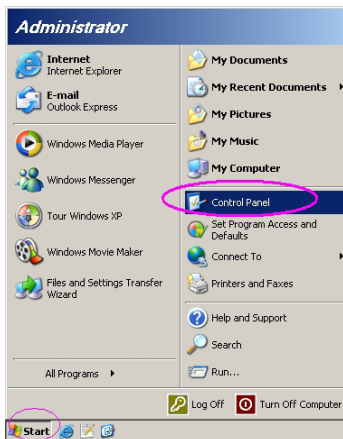 Administrator
Internet
Internet Explorer
E-mail
Outlook Express
Windows Media Player
Windows Messenger
Tour Windows XP
Windows Movie Maker
Files and Settings Transfer
Wizard
All Programs
My Documents
My Recent Documents
My Pictures
My Music
My Computer
Control Panel
Set Program Access and
Defaults
Connect To
Printers and Faxes
Help and Support
Search
Run...
Log Off
Turn Off Computer
Start